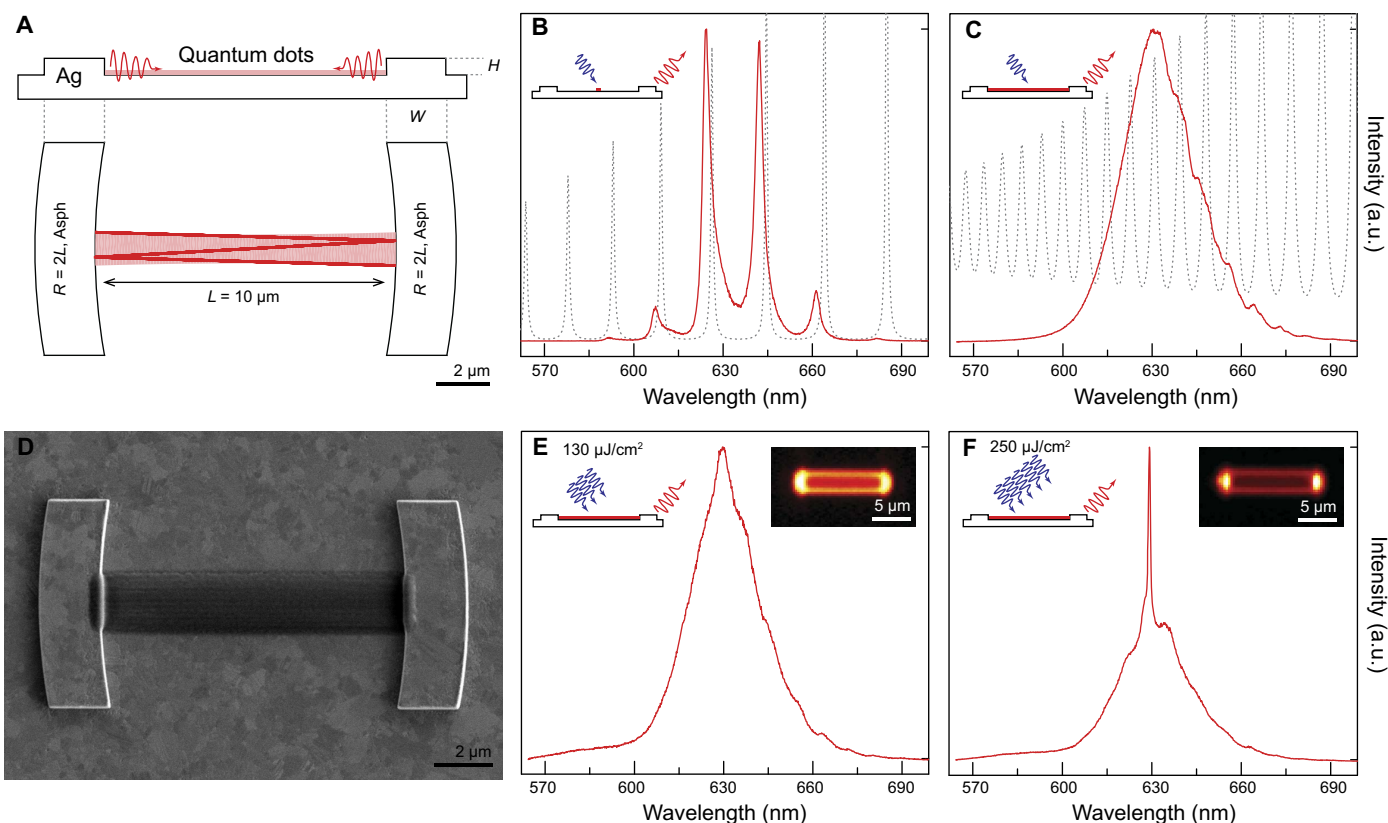 A
Quantum dots
Ag
H
W
R = 2L, Asph
R = 2L, Asph
L = 10 µm
2 µm
B
570 600 630 660 690
Wavelength (nm)
C
570 600 630 660 690
Wavelength (nm)
Intensity (a.u.)
D
2 µm
E 130 µJ/cm²
5 µm
570 600 630 660 690
Wavelength (nm)
F 250 µJ/cm²
5 µm
570 600 630 660 690
Wavelength (nm)
Intensity (a.u.)